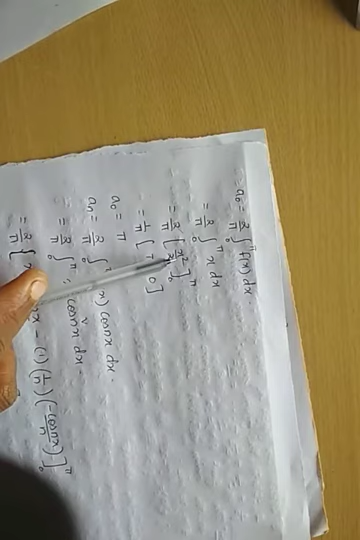 = a₀ = 2/π ∫₀^π f(x) dx.
= 2/π ∫₀^π x dx
= 2/π [x²/2]₀^π
= 1/π [π 0]
a₀ = π
aₙ = 2/π ∫₀ x) cosnx dx.
= 2/π ∫₀^π cosnx dx.
= 2/π [ nx - (1) (1/n) (-cosnx/n) ]₀^π